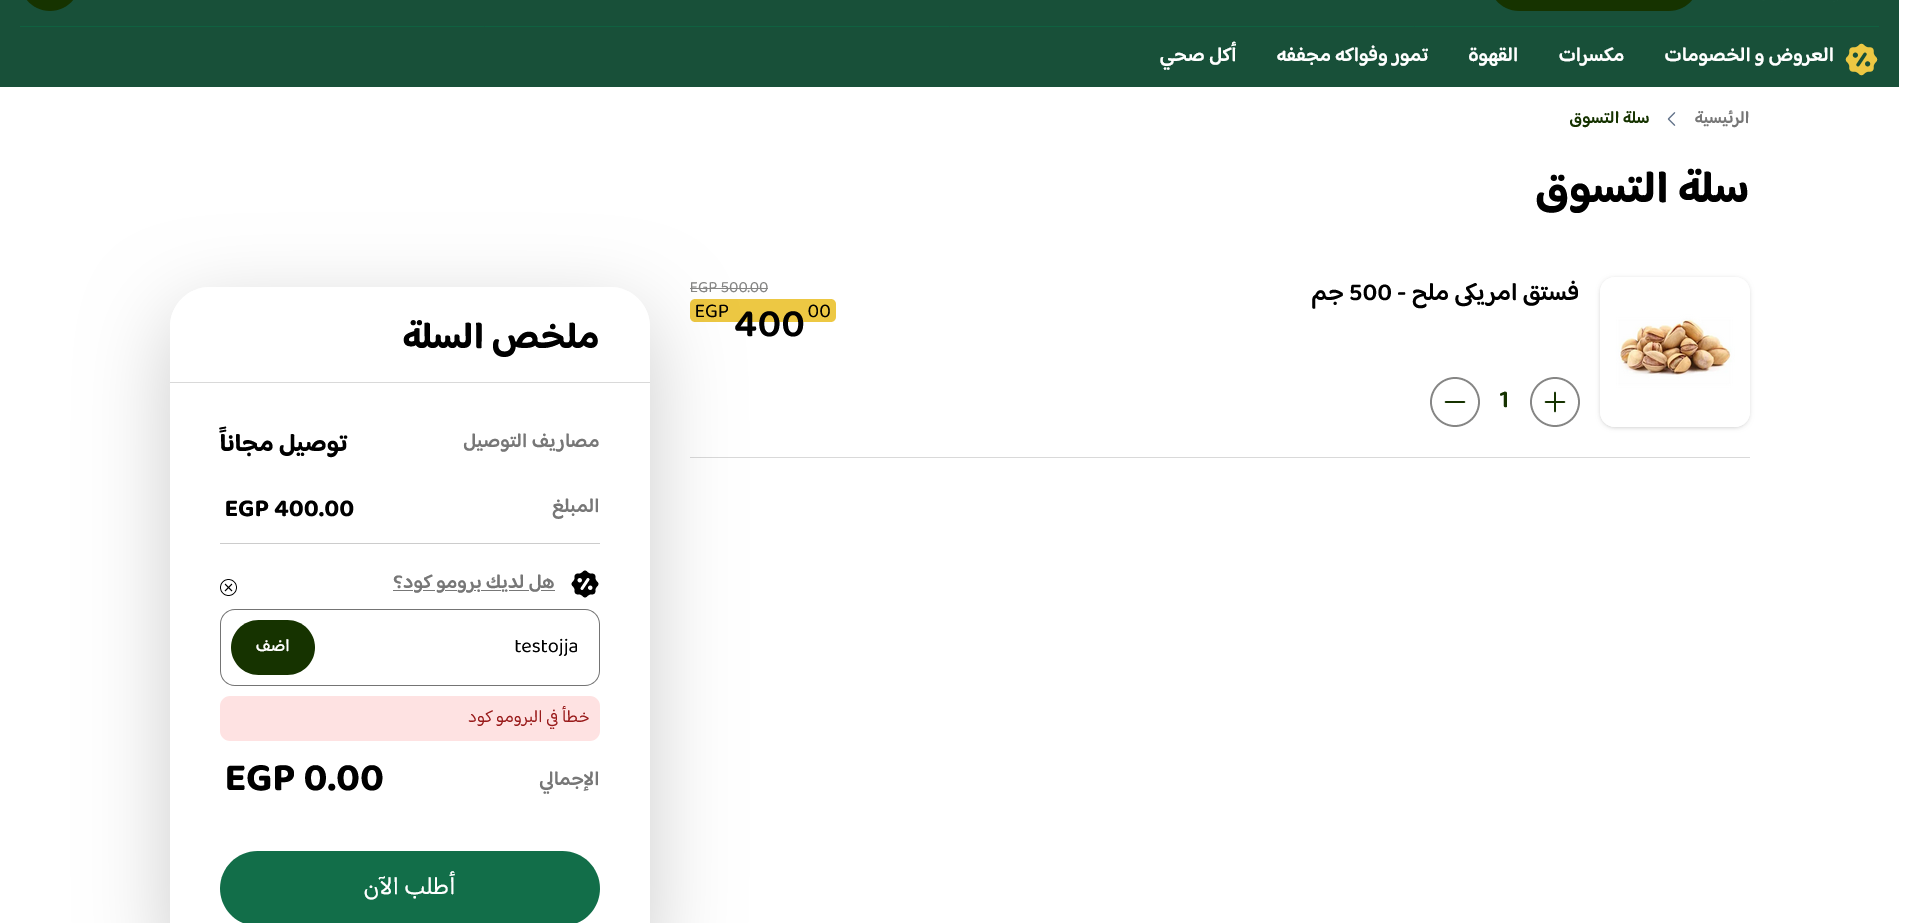 العروض و الخصومات
مكسرات
القهوة
تمور وفواكه مجففه
أكل صحي
الرئيسية
سلة التسوق
سلة التسوق
فستق امريكى ملح - 500 جم
1
EGP 500.00
EGP 400 00
ملخص السلة
مصاريف التوصيل
توصيل مجاناً
المبلغ
EGP 400.00
هل لديك برومو كود؟
testojja
اضف
خطأ في البرومو كود
الإجمالي
EGP 0.00
أطلب الآن